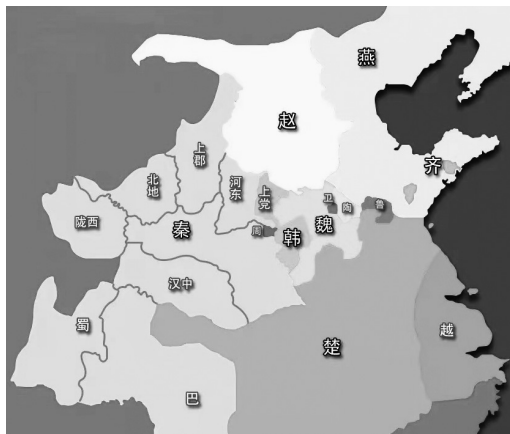 燕
赵
齐
上郡
北地
河东
上党
卫
陶
鲁
陇西
秦
周
韩
魏
汉中
蜀
楚
越
巴